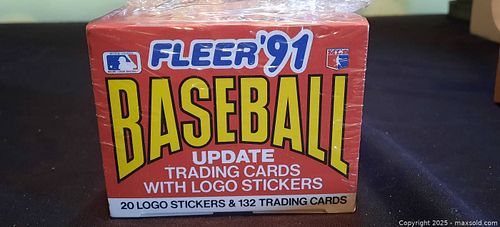 FLEER '91
BASEBALL
UPDATE
TRADING CARDS
WITH LOGO STICKERS
20 LOGO STICKERS & 132 TRADING CARDS
Copyright © 2025 - maxsold.com